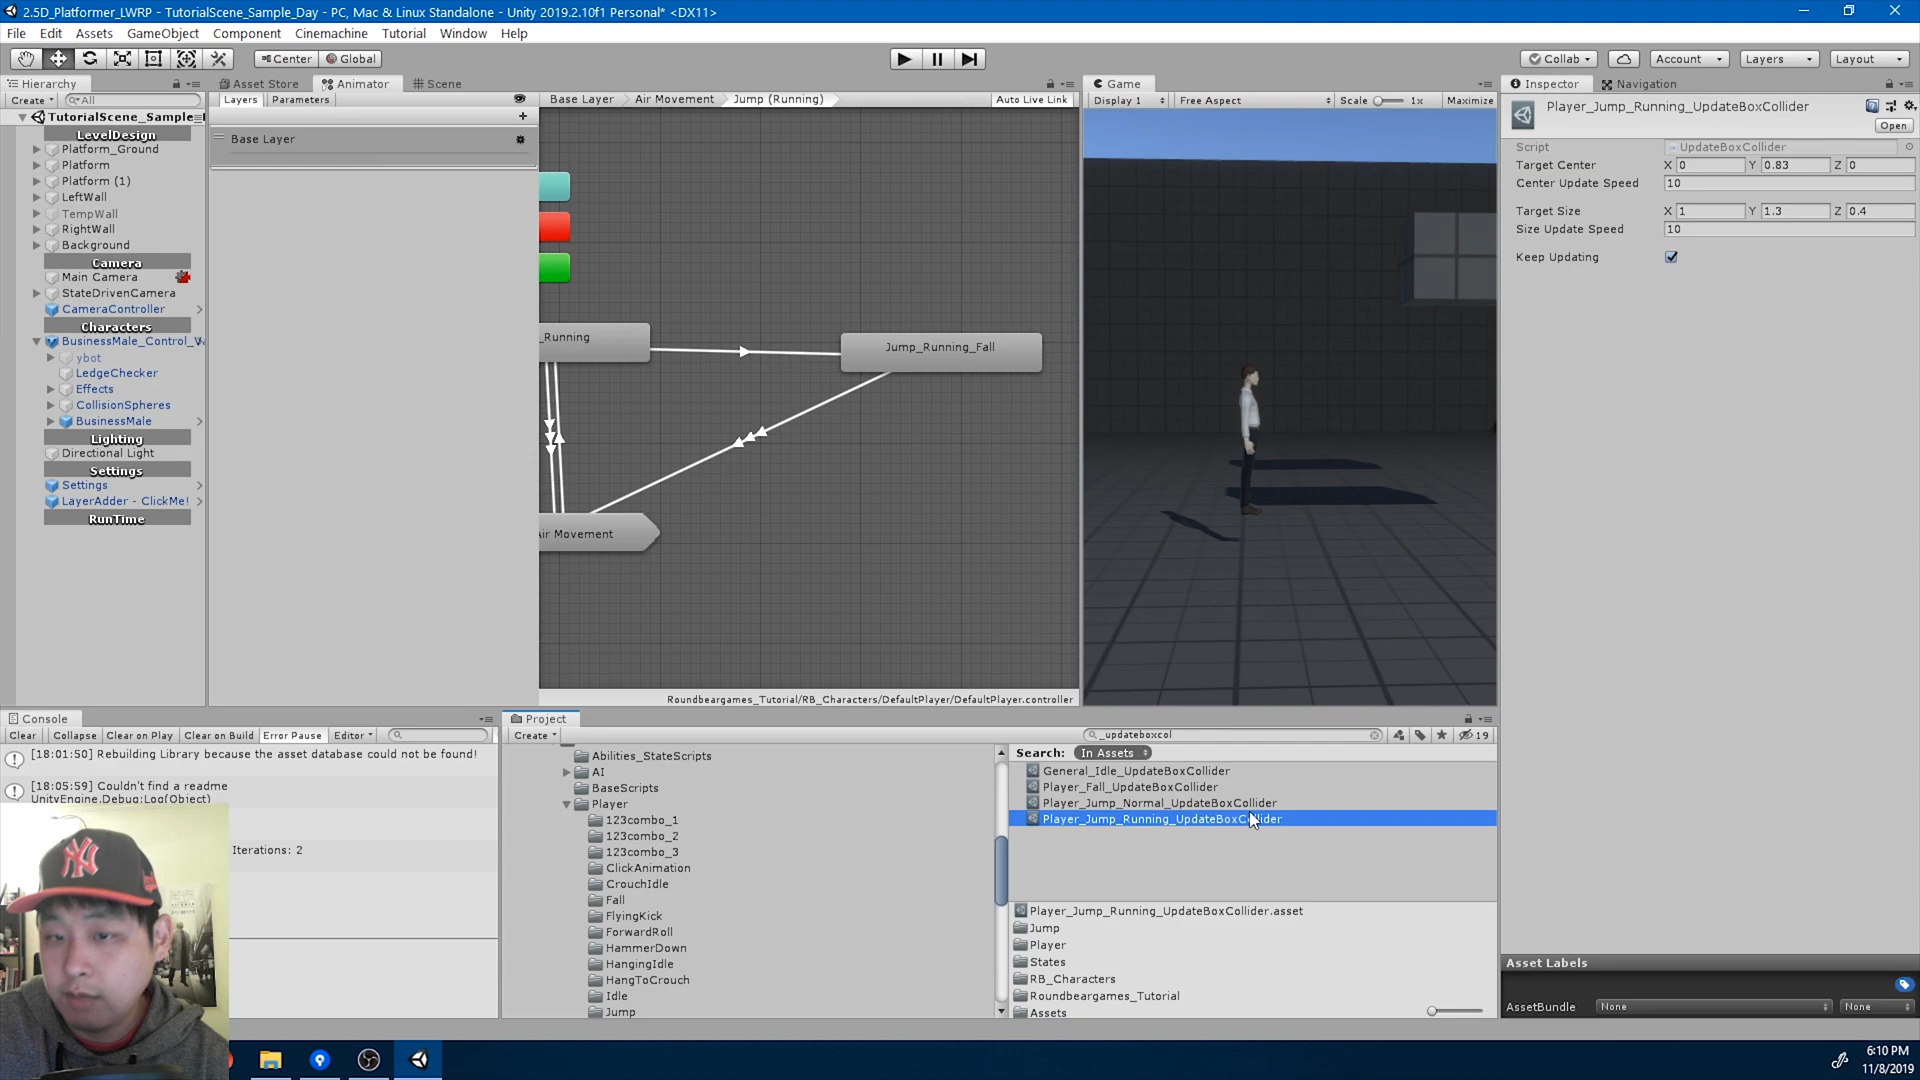 2.5D_Platformer_LWRP - TutorialScene_Sample_Day - PC, Mac & Linux Standalone - Unity 2019.2.10f1 Personal* <DX11>
File Edit Assets GameObject Component Cinemachine Tutorial Window Help
Center Global Collab Account Layers Layout
Hierarchy
Create All
TutorialScene_Sample
LevelDesign
Platform_Ground
Platform
Platform (1)
LeftWall
TempWall
RightWall
Background
Camera
Main Camera
StateDrivenCamera
CameraController
Characters
BusinessMale_Control_Va
ybot
LedgeChecker
Effects
CollisionSpheres
BusinessMale
Lighting
Directional Light
Settings
Settings
LayerAdder - ClickMe!
RunTime
Asset Store Animator Scene
Layers Parameters
Base Layer
Base Layer Air Movement Jump (Running) Auto Live Link
_Running
Jump_Running_Fall
Air Movement
Roundbeargames_Tutorial/RB_Characters/DefaultPlayer/DefaultPlayer.controller
Game
Display 1 Free Aspect Scale 1x Maximize
Inspector Navigation
Player_Jump_Running_UpdateBoxCollider
Open
Script UpdateBoxCollider
Target Center X 0 Y 0.83 Z 0
Center Update Speed 10
Target Size X 1 Y 1.3 Z 0.4
Size Update Speed 10
Keep Updating
Asset Labels
AssetBundle None None
Console
Clear Collapse Clear on Play Clear on Build Error Pause Editor
[18:01:50] Rebuilding Library because the asset database could not be found!
[18:05:59] Couldn't find a readme
UnityEngine.Debug:Log(Object)
Iterations: 2
Project
Create _updateboxcol 19
Abilities_StateScripts
AI
BaseScripts
Player
123combo_1
123combo_2
123combo_3
ClickAnimation
CrouchIdle
Fall
FlyingKick
ForwardRoll
HammerDown
HangingIdle
HangToCrouch
Idle
Jump
Search: In Assets
General_Idle_UpdateBoxCollider
Player_Fall_UpdateBoxCollider
Player_Jump_Normal_UpdateBoxCollider
Player_Jump_Running_UpdateBoxCollider
Player_Jump_Running_UpdateBoxCollider.asset
Jump
Player
States
RB_Characters
Roundbeargames_Tutorial
Assets
6:10 PM
11/8/2019